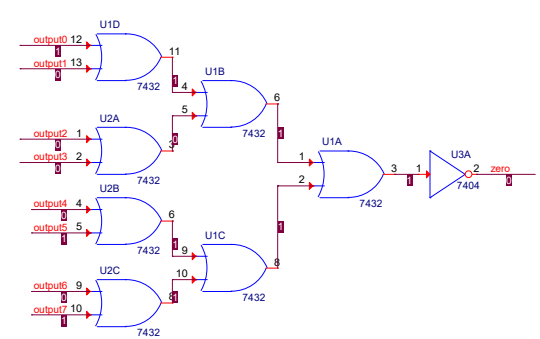 U1D
output0 12
1
11
output1 13
0
7432
1
U1B
4
6
5
7432
1
U2A
output2 1
0
3
0
output3 2
0
7432
U1A
1
3
2
7432
1
U3A
1
2 zero
7404
0
U2B
output4 4
0
6
output5 5
1
7432
1
U1C
9
8
10
7432
1
U2C
output6 9
0
8
1
output7 10
1
7432